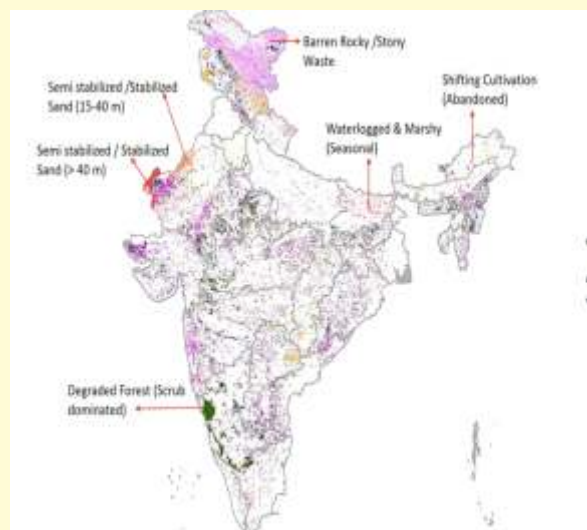 Barren Rocky /Stony
Waste
Semi stabilized /Stabilized
Sand (15-40 m)
Shifting Cultivation
(Abandoned)
Waterlogged & Marshy
(Seasonal)
Semi stabilized / Stabilized
Sand (> 40 m)
Degraded Forest (Scrub
dominated)